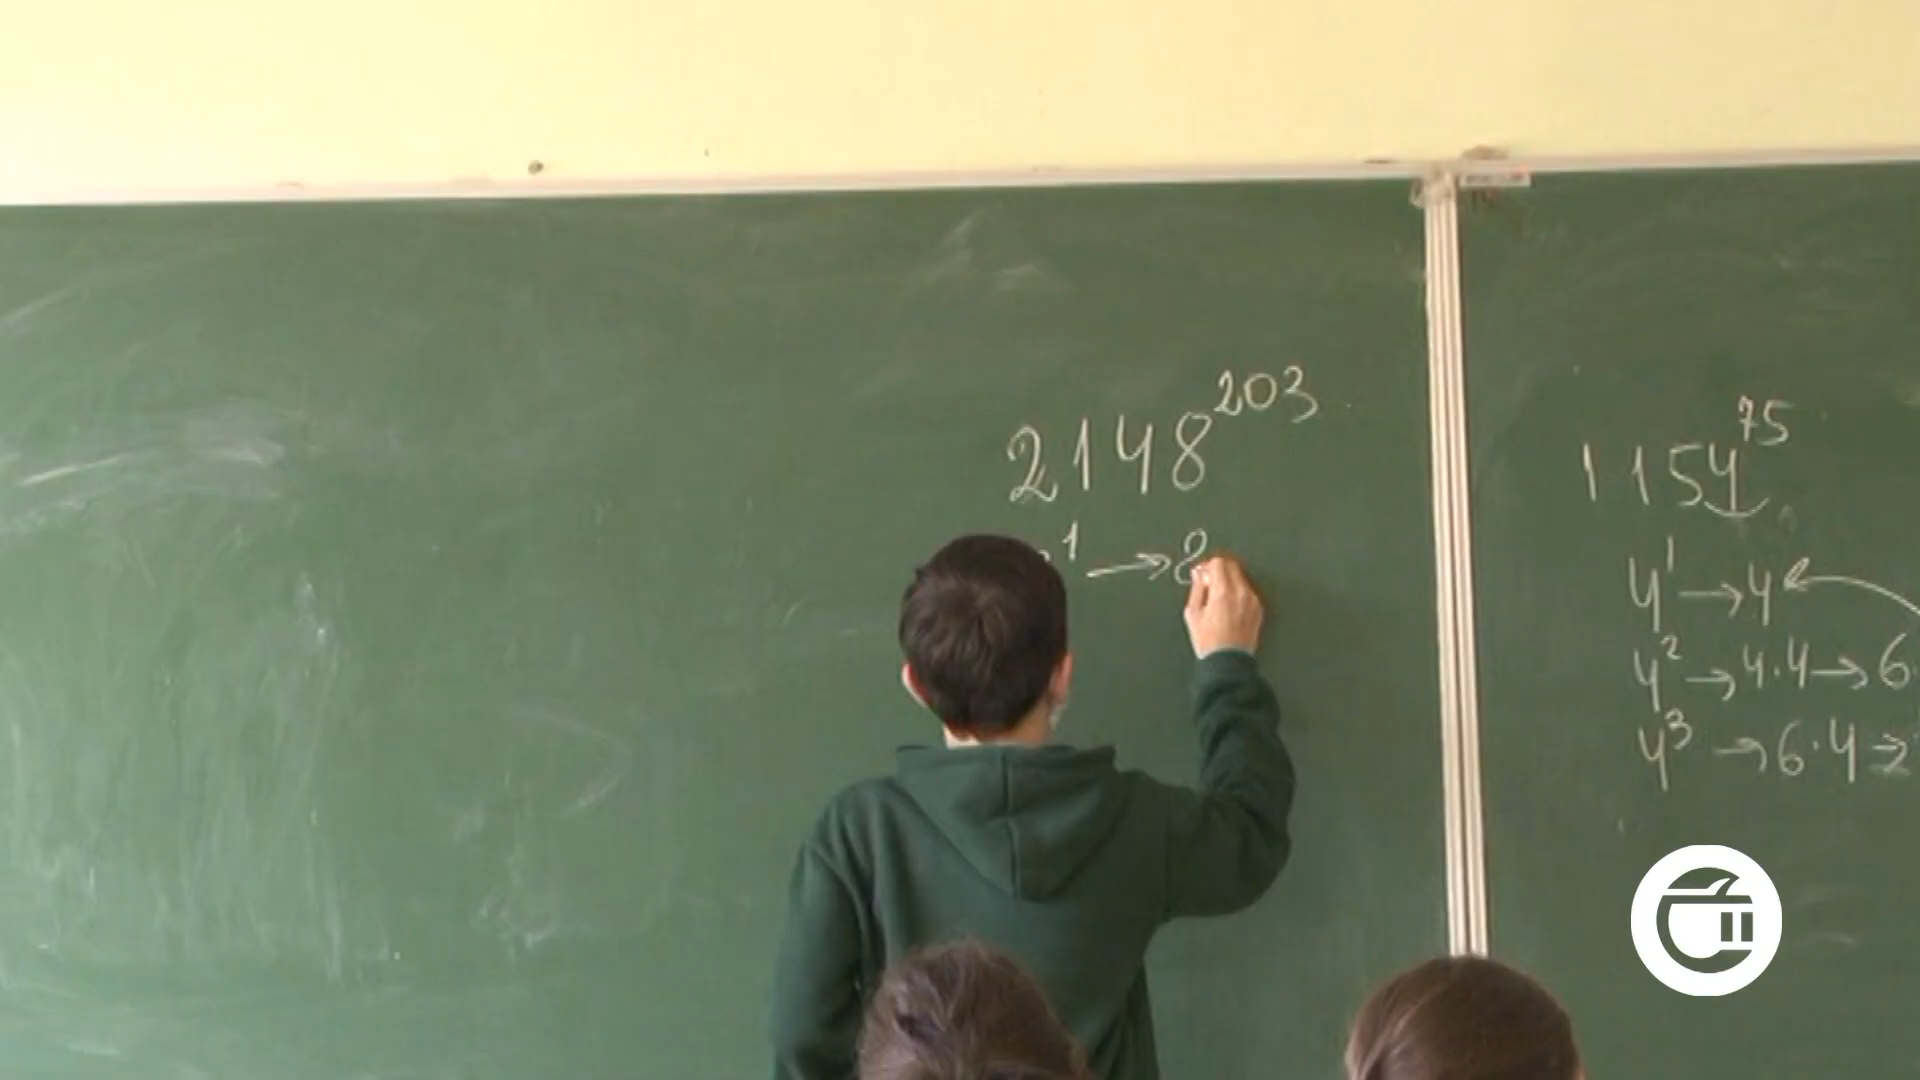 2148²⁰³
¹ → 8
1154⁷⁵
4¹ → 4
4² → 4·4 → 6
4³ → 6·4 →